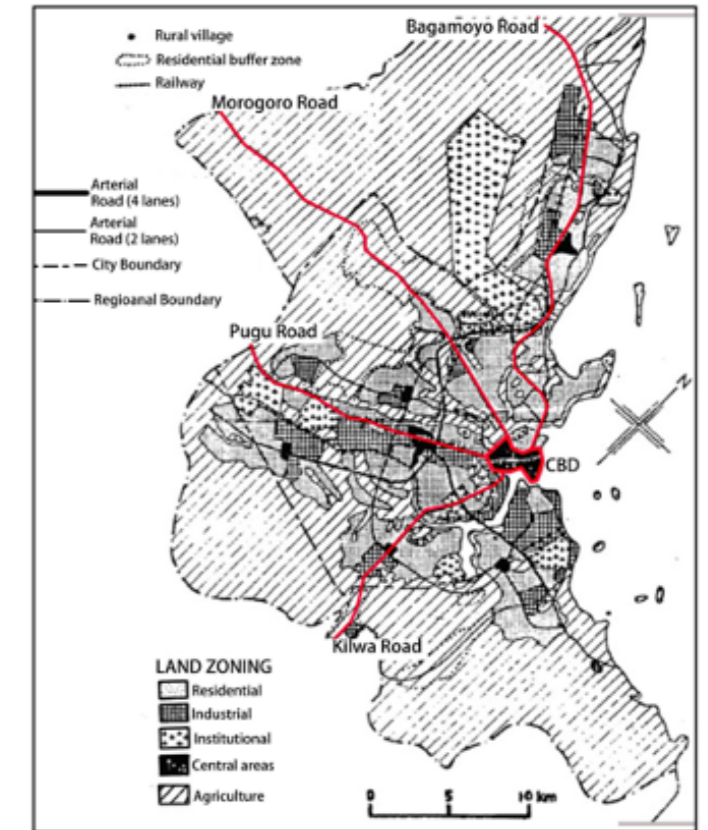 Bagamoyo Road
Rural village
Residential buffer zone
Railway
Morogoro Road
Arterial
Road (4 lanes)
Arterial
Road (2 lanes)
City Boundary
Regioanal Boundary
Pugu Road
N
CBD
Kilwa Road
LAND ZONING
Residential
Industrial
Institutional
Central areas
Agriculture
0 5 10 km